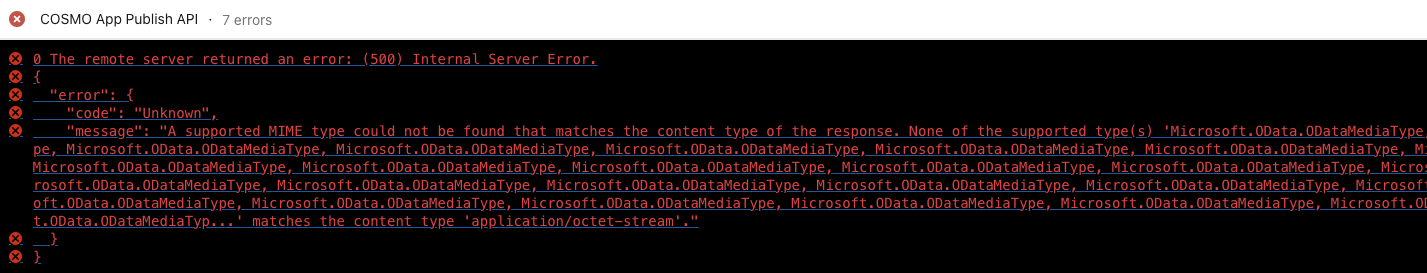 COSMO App Publish API · 7 errors
0 The remote server returned an error: (500) Internal Server Error.
{
"error": {
"code": "Unknown",
"message": "A supported MIME type could not be found that matches the content type of the response. None of the supported type(s) 'Microsoft.OData.ODataMediaType
pe, Microsoft.OData.ODataMediaType, Microsoft.OData.ODataMediaType, Microsoft.OData.ODataMediaType, Microsoft.OData.ODataMediaType, Microsoft.OData.ODataMediaType, Mi
Microsoft.OData.ODataMediaType, Microsoft.OData.ODataMediaType, Microsoft.OData.ODataMediaType, Microsoft.OData.ODataMediaType, Microsoft.OData.ODataMediaType, Micros
rosoft.OData.ODataMediaType, Microsoft.OData.ODataMediaType, Microsoft.OData.ODataMediaType, Microsoft.OData.ODataMediaType, Microsoft.OData.ODataMediaType, Microsoft
oft.OData.ODataMediaType, Microsoft.OData.ODataMediaType, Microsoft.OData.ODataMediaType, Microsoft.OData.ODataMediaType, Microsoft.OData.ODataMediaType, Microsoft.OD
t.OData.ODataMediaTyp...' matches the content type 'application/octet-stream'."
}
}